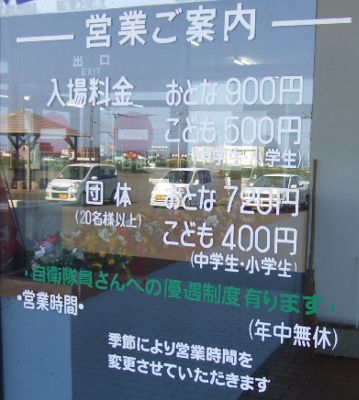 営業ご案内
出口
EXIT
入場料金 おとな900円
こども500円
(中学生・小学生)
団体 おとな720円
(20名様以上) こども400円
(中学生・小学生)
・自衛隊員さんへの優遇制度有ります・
•営業時間•
(年中無休)
季節により営業時間を
変更させていただきます